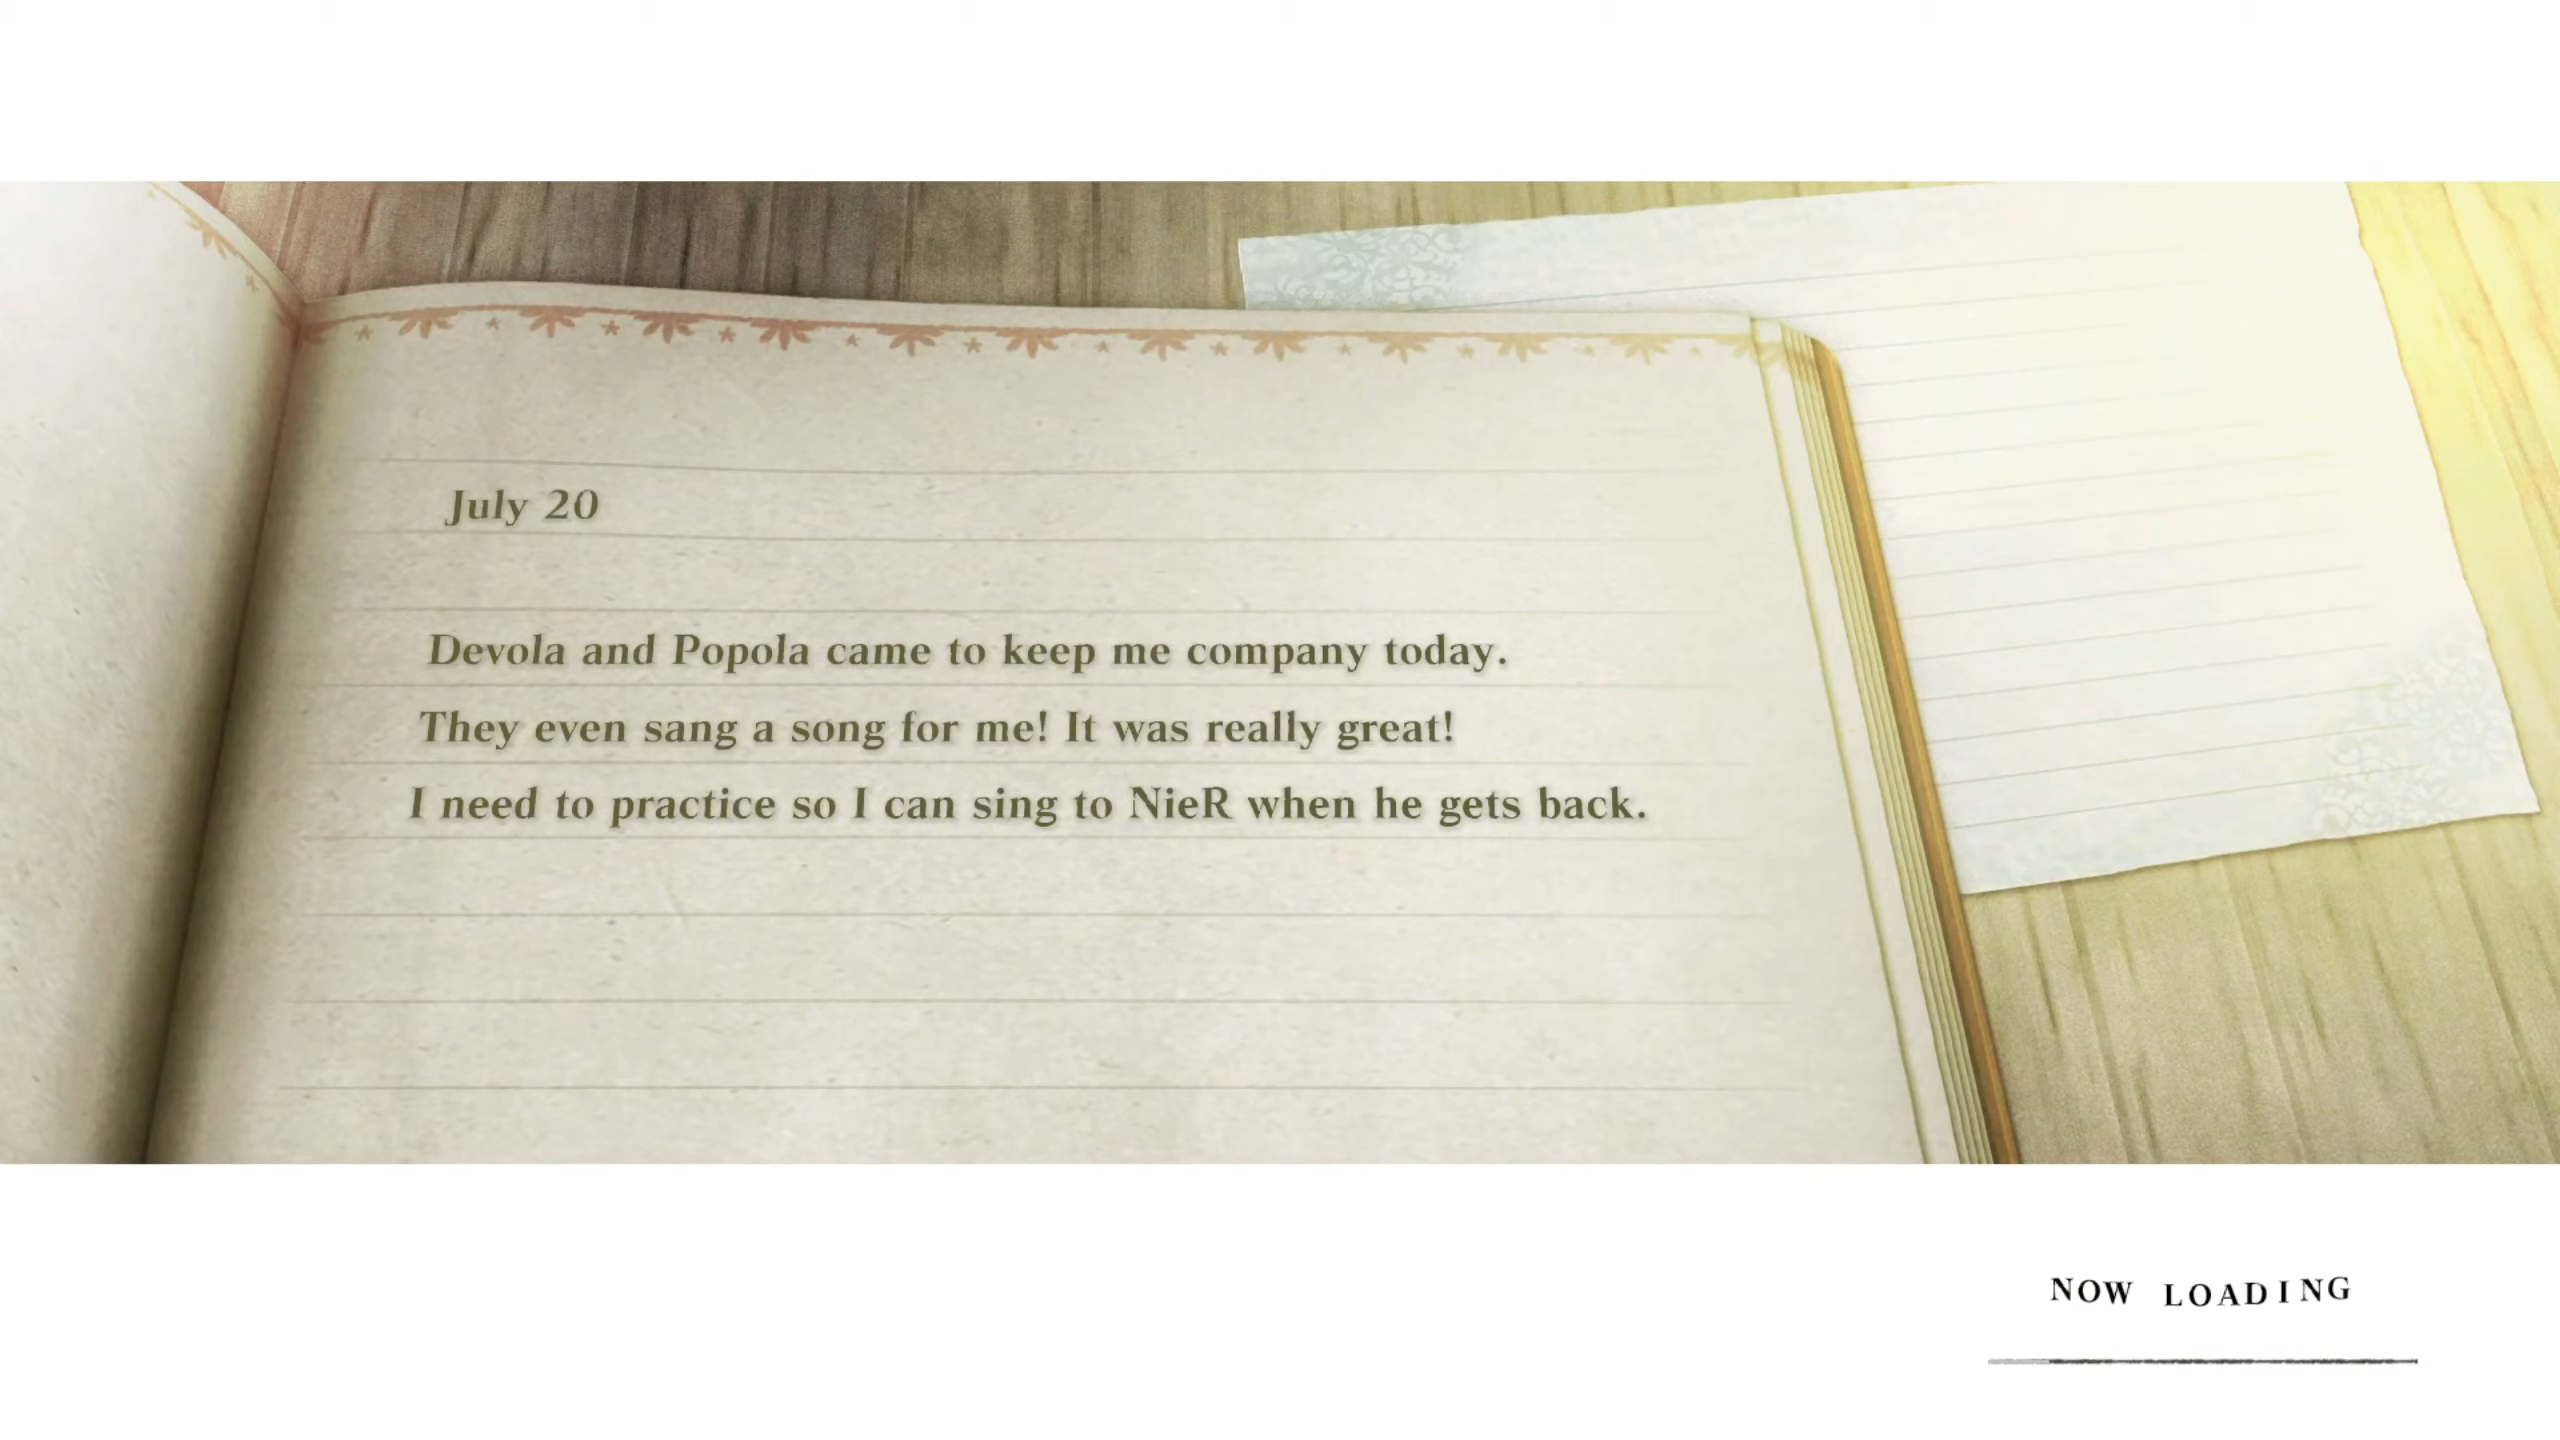 July 20
Devola and Popola came to keep me company today.
They even sang a song for me! It was really great!
I need to practice so I can sing to NieR when he gets back.
NOW LOADING